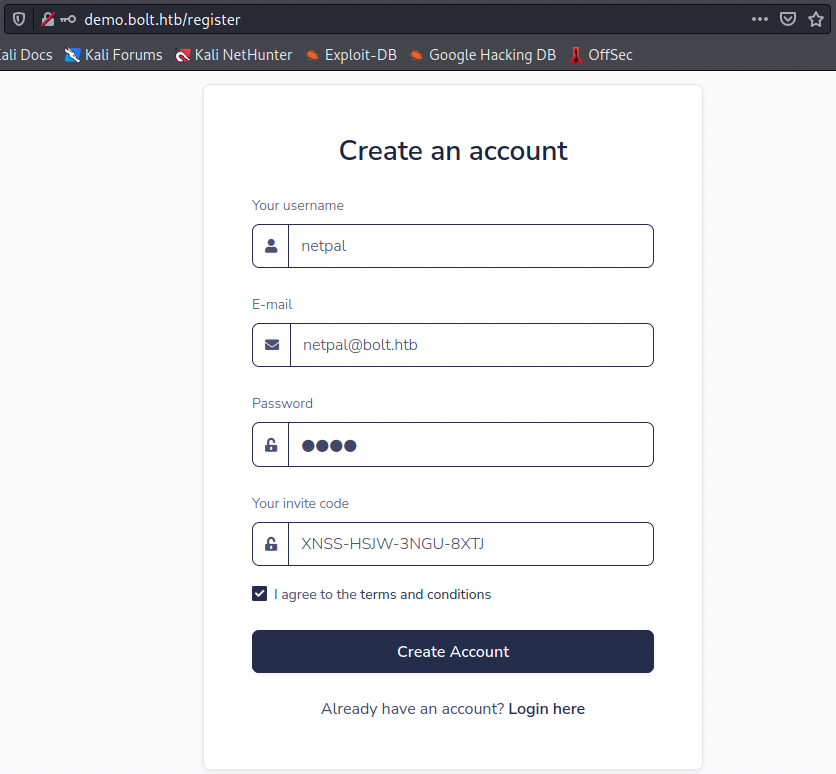 demo.bolt.htb/register
ali Docs Kali Forums Kali NetHunter Exploit-DB Google Hacking DB OffSec
Create an account
Your username
netpal
E-mail
netpal@bolt.htb
Password
Your invite code
XNSS-HSJW-3NGU-8XTJ
I agree to the terms and conditions
Create Account
Already have an account? Login here